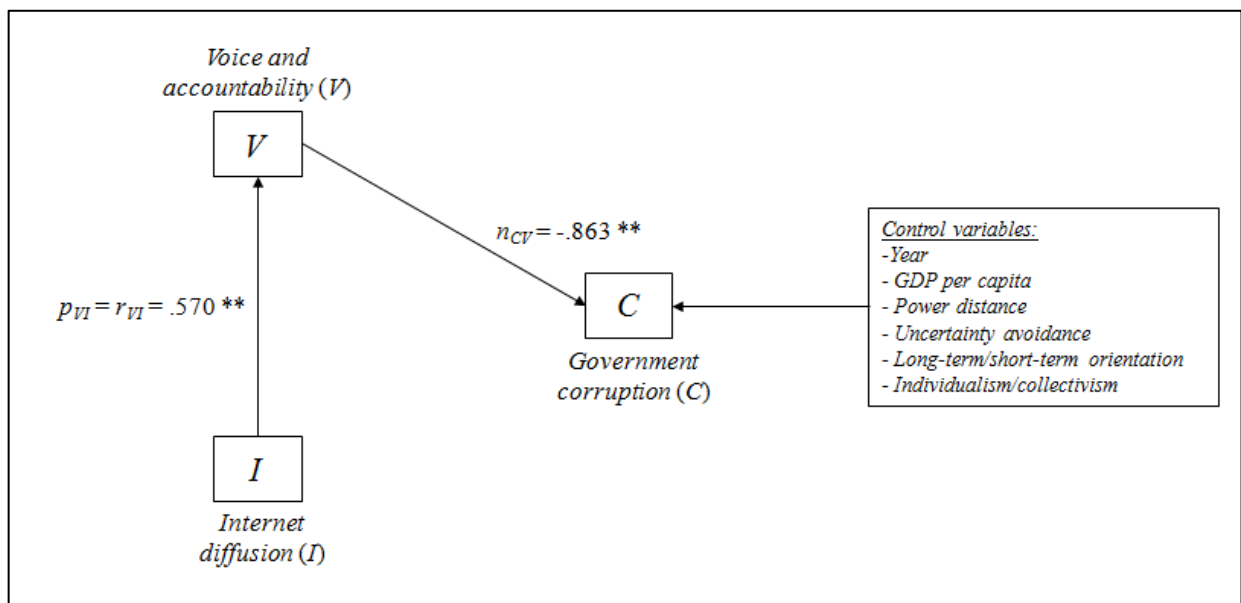 Voice and
accountability (V)
V
n_CV = -.863 **
p_VI = r_VI = .570 **
C
Government
corruption (C)
I
Internet
diffusion (I)
Control variables:
-Year
- GDP per capita
- Power distance
- Uncertainty avoidance
- Long-term/short-term orientation
- Individualism/collectivism